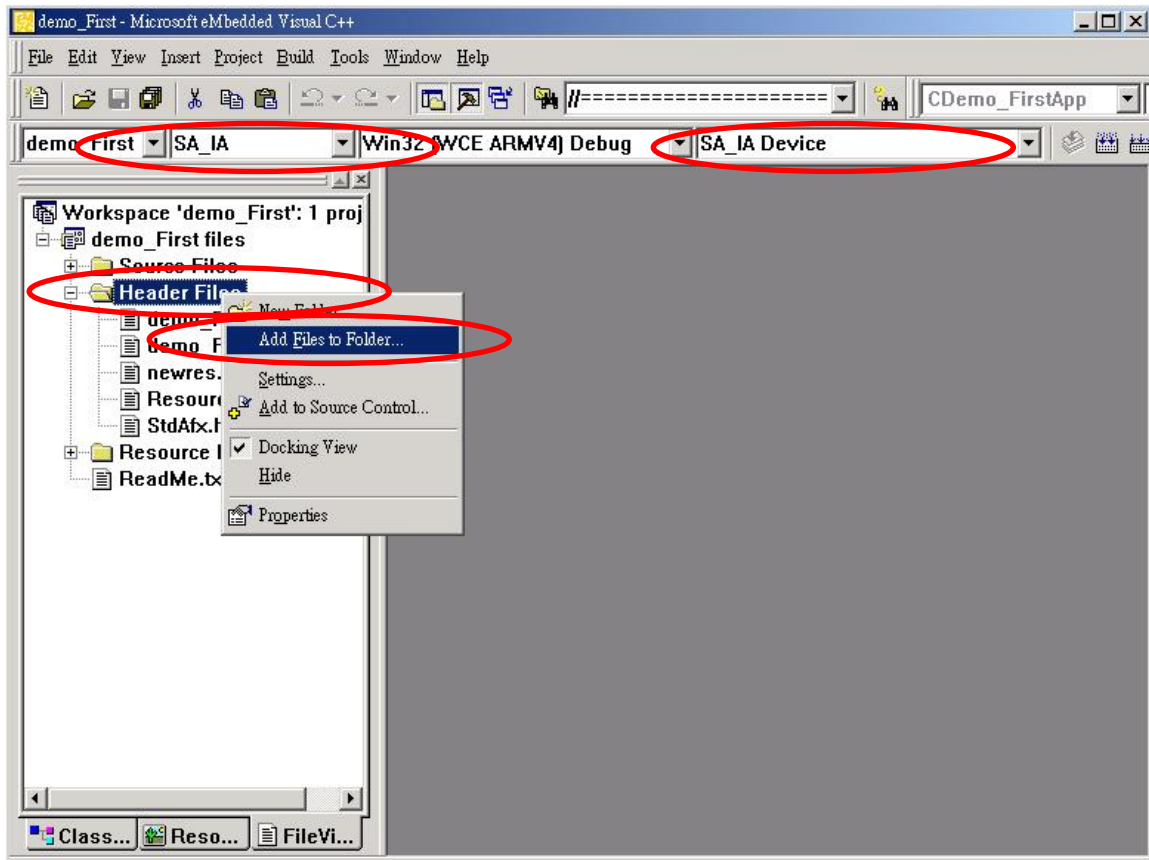 demo_First - Microsoft eMbedded Visual C++
File Edit View Insert Project Build Tools Window Help
//===================== CDemo_FirstApp
demo_First SA_IA Win32 (WCE ARMV4) Debug SA_IA Device
Workspace 'demo_First': 1 proj
demo_First files
Source Files
Header Files
New Folder...
demo_F
Add Files to Folder...
demo_F
newres.
Settings...
Resour
Add to Source Control...
StdAfx.h
Docking View
Resource
Hide
ReadMe.tx
Properties
Class... Reso... FileVi...